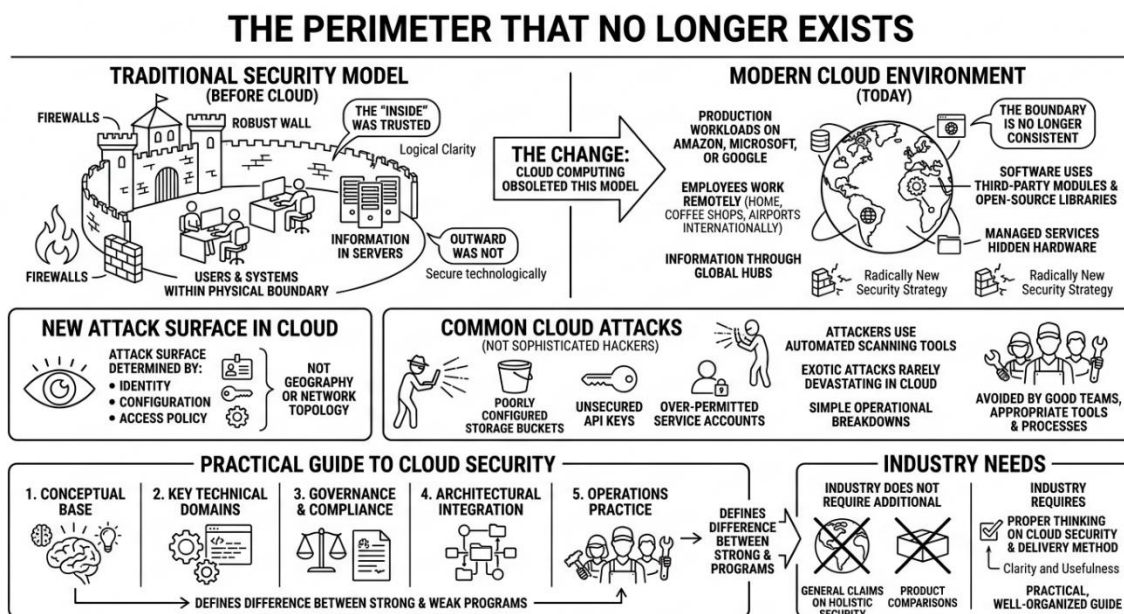 THE PERIMETER THAT NO LONGER EXISTS
TRADITIONAL SECURITY MODEL
(BEFORE CLOUD)
FIREWALLS
ROBUST WALL
THE "INSIDE"
WAS TRUSTED
Logical Clarity
INFORMATION
IN SERVERS
OUTWARD
WAS NOT
Secure technologically
FIREWALLS
USERS & SYSTEMS
WITHIN PHYSICAL BOUNDARY
THE CHANGE:
CLOUD COMPUTING
OBSOLETED THIS MODEL
MODERN CLOUD ENVIRONMENT
(TODAY)
PRODUCTION
WORKLOADS ON
AMAZON, MICROSOFT,
OR GOOGLE
EMPLOYEES WORK
REMOTELY (HOME,
COFFEE SHOPS, AIRPORTS
INTERNATIONALLY)
INFORMATION THROUGH
GLOBAL HUBS
THE BOUNDARY
IS NO LONGER
CONSISTENT
SOFTWARE USES
THIRD-PARTY MODULES &
OPEN-SOURCE LIBRARIES
MANAGED SERVICES
HIDDEN HARDWARE
Radically New
Security Strategy
Radically New
Security Strategy
NEW ATTACK SURFACE IN CLOUD
ATTACK SURFACE
DETERMINED BY:
• IDENTITY
• CONFIGURATION
• ACCESS POLICY
NOT
GEOGRAPHY
OR NETWORK
TOPOLOGY
COMMON CLOUD ATTACKS
(NOT SOPHISTICATED HACKERS)
POORLY
CONFIGURED
STORAGE BUCKETS
UNSECURED
API KEYS
OVER-PERMITTED
SERVICE ACCOUNTS
ATTACKERS USE
AUTOMATED SCANNING TOOLS
EXOTIC ATTACKS RARELY
DEVASTATING IN CLOUD
SIMPLE OPERATIONAL
BREAKDOWNS
AVOIDED BY GOOD TEAMS,
APPROPRIATE TOOLS
& PROCESSES
PRACTICAL GUIDE TO CLOUD SECURITY
1. CONCEPTUAL
BASE
2. KEY TECHNICAL
DOMAINS
3. GOVERNANCE
& COMPLIANCE
4. ARCHITECTURAL
INTEGRATION
5. OPERATIONS
PRACTICE
DEFINES DIFFERENCE BETWEEN STRONG & WEAK PROGRAMS
DEFINES
DIFFERENCE
BETWEEN
STRONG &
PROGRAMS
INDUSTRY NEEDS
INDUSTRY DOES NOT
REQUIRE ADDITIONAL
GENERAL CLAIMS
ON HOLISTIC
SECURITY
PRODUCT
COMPARISONS
INDUSTRY
REQUIRES
PROPER THINKING
ON CLOUD SECURITY
& DELIVERY METHOD
Clarity and Usefulness
PRACTICAL,
WELL-ORGANIZED GUIDE